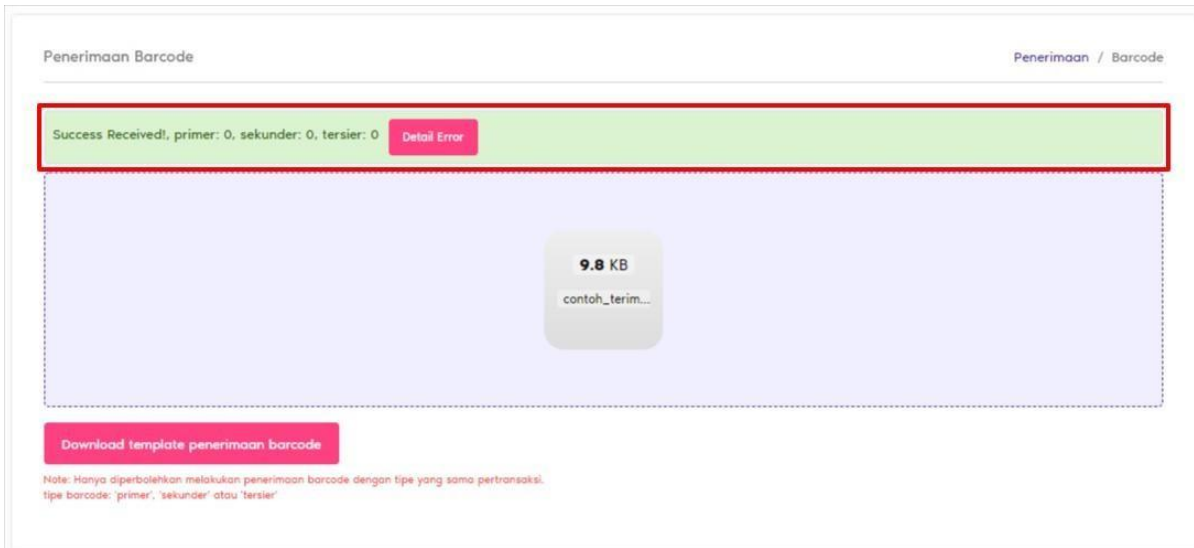 Penerimaan Barcode
Penerimaan / Barcode
Success Received!, primer: 0, sekunder: 0, tersier: 0
Detail Error
9.8 KB
contoh_terim...
Download template penerimaan barcode
Note: Hanya diperbolehkan melakukan penerimaan barcode dengan tipe yang sama pertransaksi.
tipe barcode: 'primer', 'sekunder' atau 'tersier'